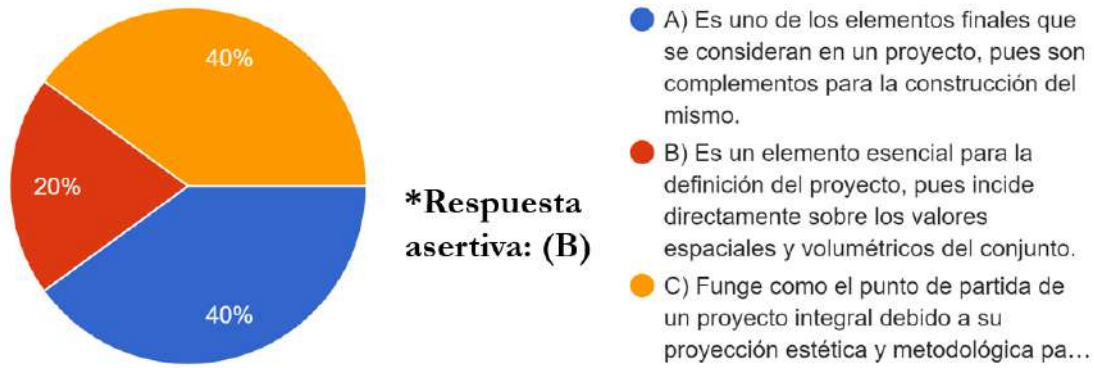 40%
20%
40%
*Respuesta
asertiva: (B)
A) Es uno de los elementos finales que
se consideran en un proyecto, pues son
complementos para la construcción del
mismo.
B) Es un elemento esencial para la
definición del proyecto, pues incide
directamente sobre los valores
espaciales y volumétricos del conjunto.
C) Funge como el punto de partida de
un proyecto integral debido a su
proyección estética y metodológica pa…